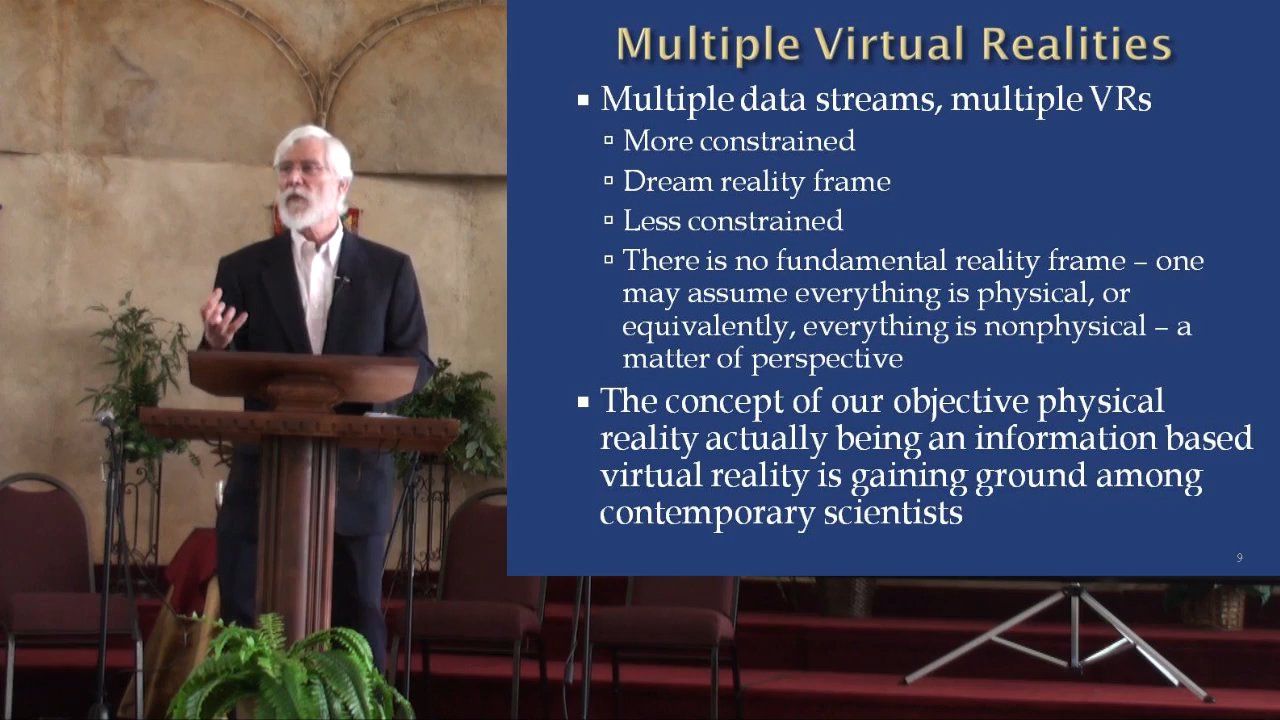 Multiple Virtual Realities
▪ Multiple data streams, multiple VRs
▫ More constrained
▫ Dream reality frame
▫ Less constrained
▫ There is no fundamental reality frame – one
may assume everything is physical, or
equivalently, everything is nonphysical – a
matter of perspective
▪ The concept of our objective physical
reality actually being an information based
virtual reality is gaining ground among
contemporary scientists
9